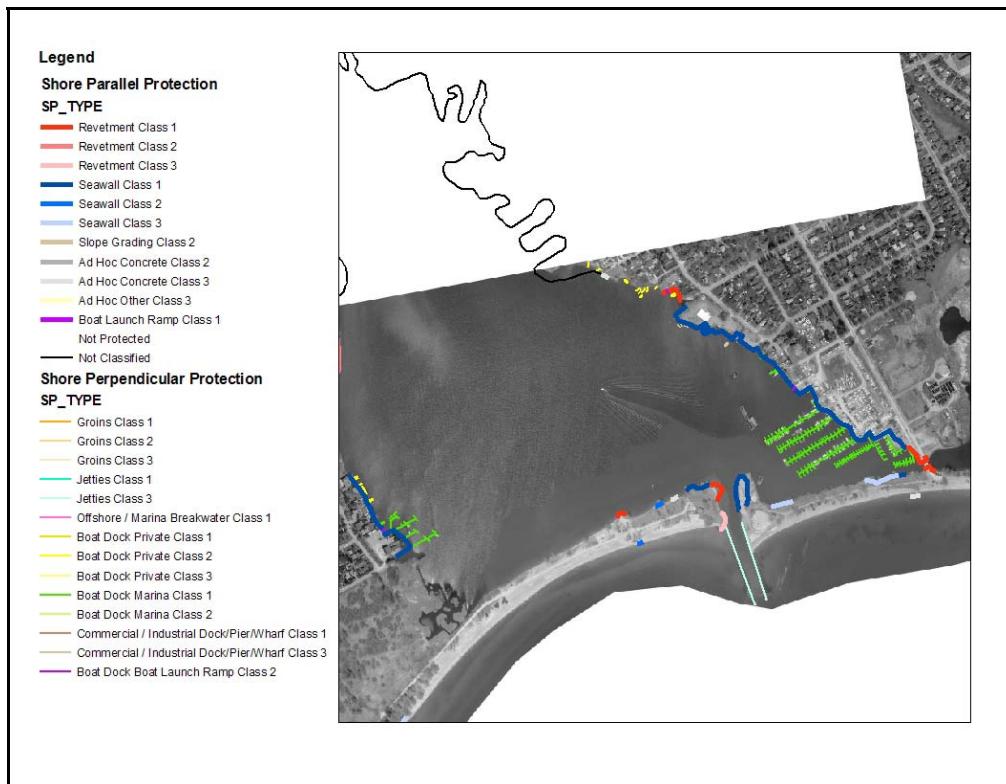 Legend
Shore Parallel Protection
SP_TYPE
Revetment Class 1
Revetment Class 2
Revetment Class 3
Seawall Class 1
Seawall Class 2
Seawall Class 3
Slope Grading Class 2
Ad Hoc Concrete Class 2
Ad Hoc Concrete Class 3
Ad Hoc Other Class 3
Boat Launch Ramp Class 1
Not Protected
Not Classified
Shore Perpendicular Protection
SP_TYPE
Groins Class 1
Groins Class 2
Groins Class 3
Jetties Class 1
Jetties Class 3
Offshore / Marina Breakwater Class 1
Boat Dock Private Class 1
Boat Dock Private Class 2
Boat Dock Private Class 3
Boat Dock Marina Class 1
Boat Dock Marina Class 2
Commercial / Industrial Dock/Pier/Wharf Class 1
Commercial / Industrial Dock/Pier/Wharf Class 3
Boat Dock Boat Launch Ramp Class 2